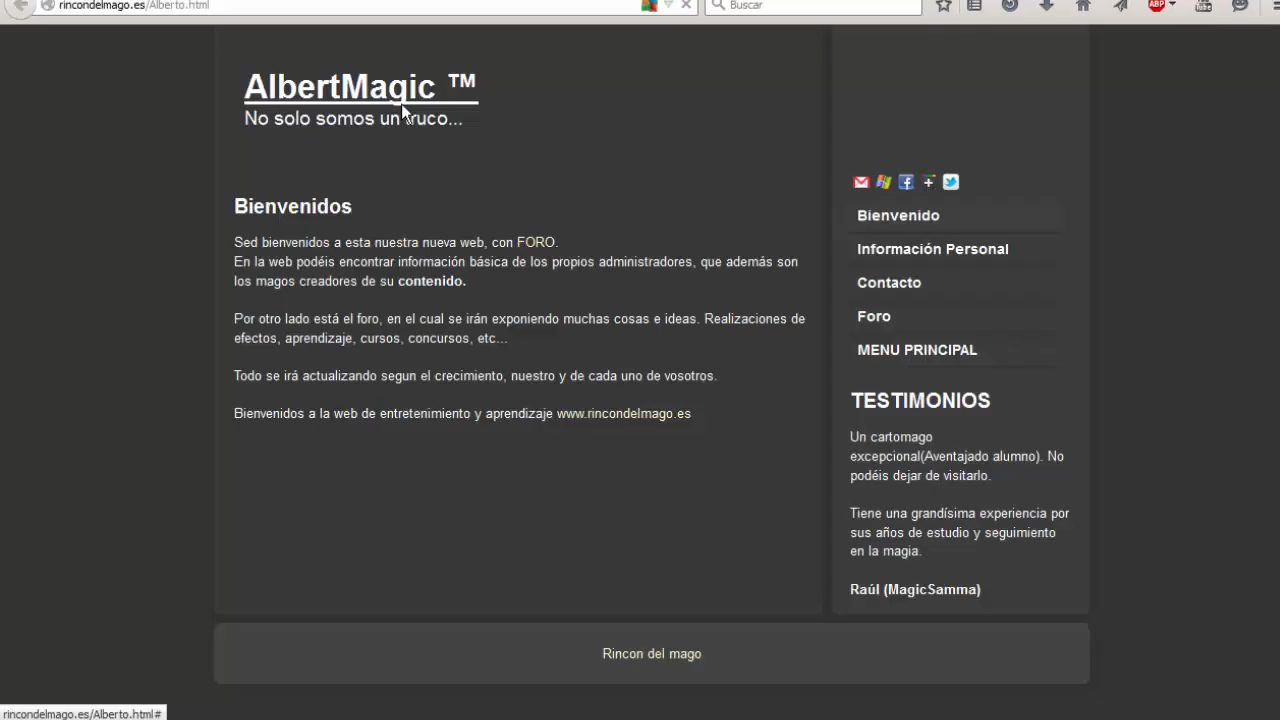 rincondelmago.es/Alberto.html
Buscar
ABP
AlbertMagic ™
No solo somos un truco...
Bienvenidos
Sed bienvenidos a esta nuestra nueva web, con FORO.
En la web podéis encontrar información básica de los propios administradores, que además son
los magos creadores de su contenido.
Por otro lado está el foro, en el cual se irán exponiendo muchas cosas e ideas. Realizaciones de
efectos, aprendizaje, cursos, concursos, etc...
Todo se irá actualizando segun el crecimiento, nuestro y de cada uno de vosotros.
Bienvenidos a la web de entretenimiento y aprendizaje www.rincondelmago.es
Bienvenido
Información Personal
Contacto
Foro
MENU PRINCIPAL
TESTIMONIOS
Un cartomago
excepcional(Aventajado alumno). No
podéis dejar de visitarlo.
Tiene una grandísima experiencia por
sus años de estudio y seguimiento
en la magia.
Raúl (MagicSamma)
Rincon del mago
rincondelmago.es/Alberto.html#